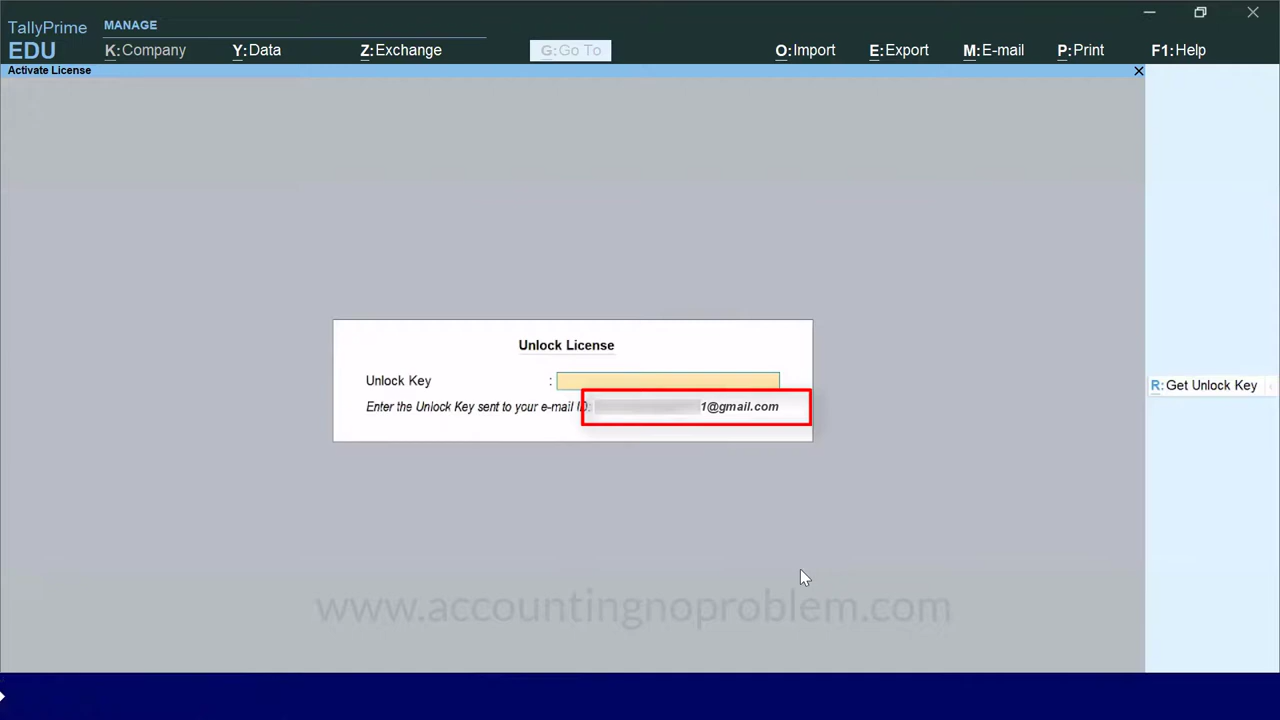 TallyPrime
EDU
MANAGE
K:Company
Y:Data
Z:Exchange
G:Go To
O:Import
E:Export
M:E-mail
P:Print
F1:Help
Activate License
Unlock License
Unlock Key :
Enter the Unlock Key sent to your e-mail ID: 1@gmail.com
R:Get Unlock Key
www.accountingnoproblem.com